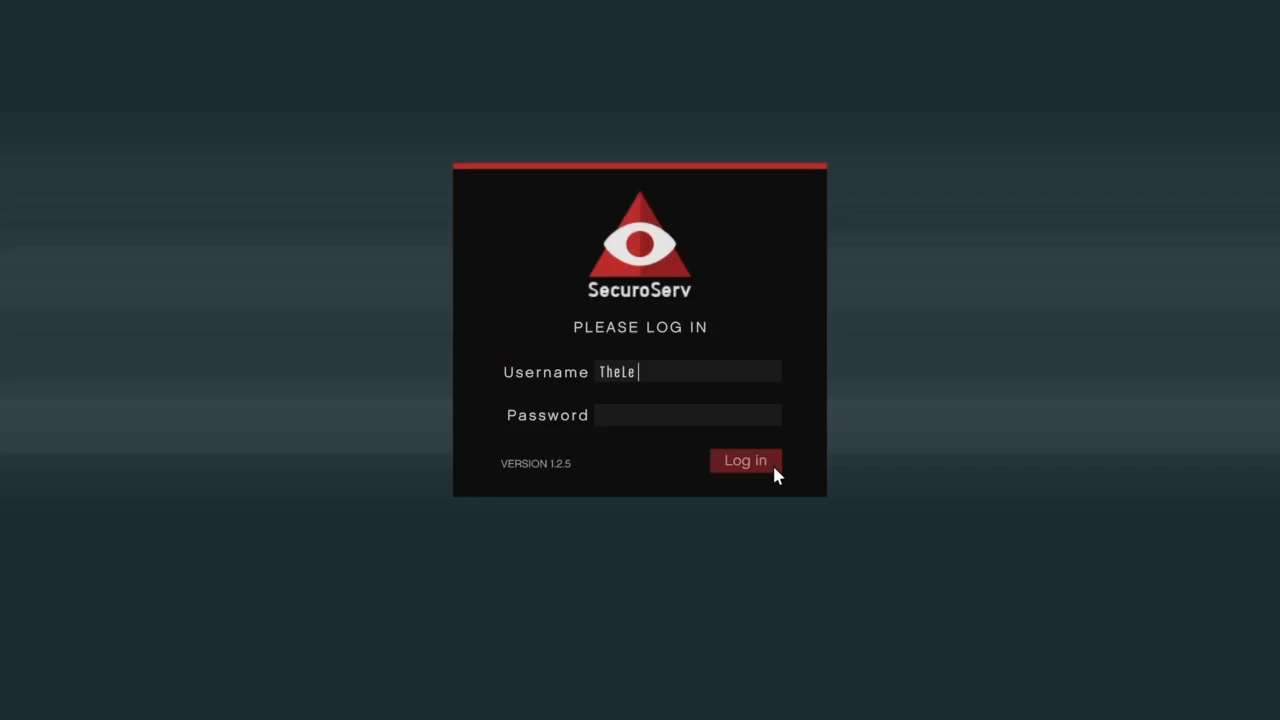 SecuroServ
PLEASE LOG IN
Username TheLe
Password
VERSION 1.2.5 Log in